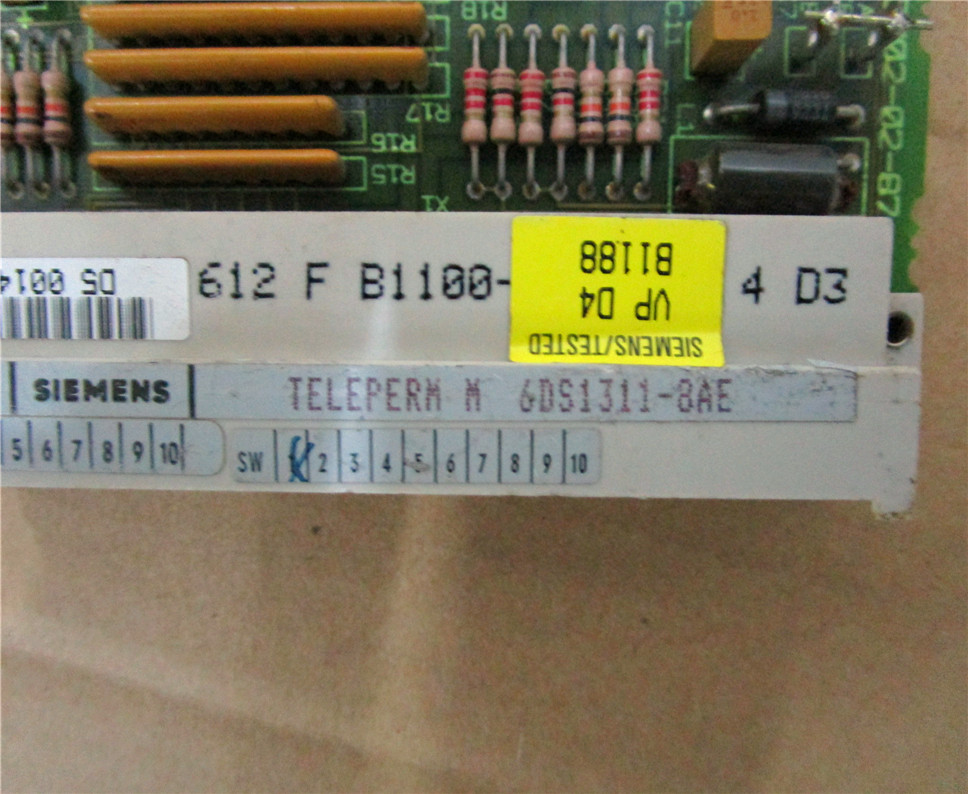 R18
C11
R17
R16
R15
X1
02-02-87
DS 0014
612 F B1100-
4 D3
B1188
VP D4
SIEMENS/TESTED
SIEMENS
TELEPERM M 6DS1311-8AE
5 6 7 8 9 10
SW 1 2 3 4 5 6 7 8 9 10